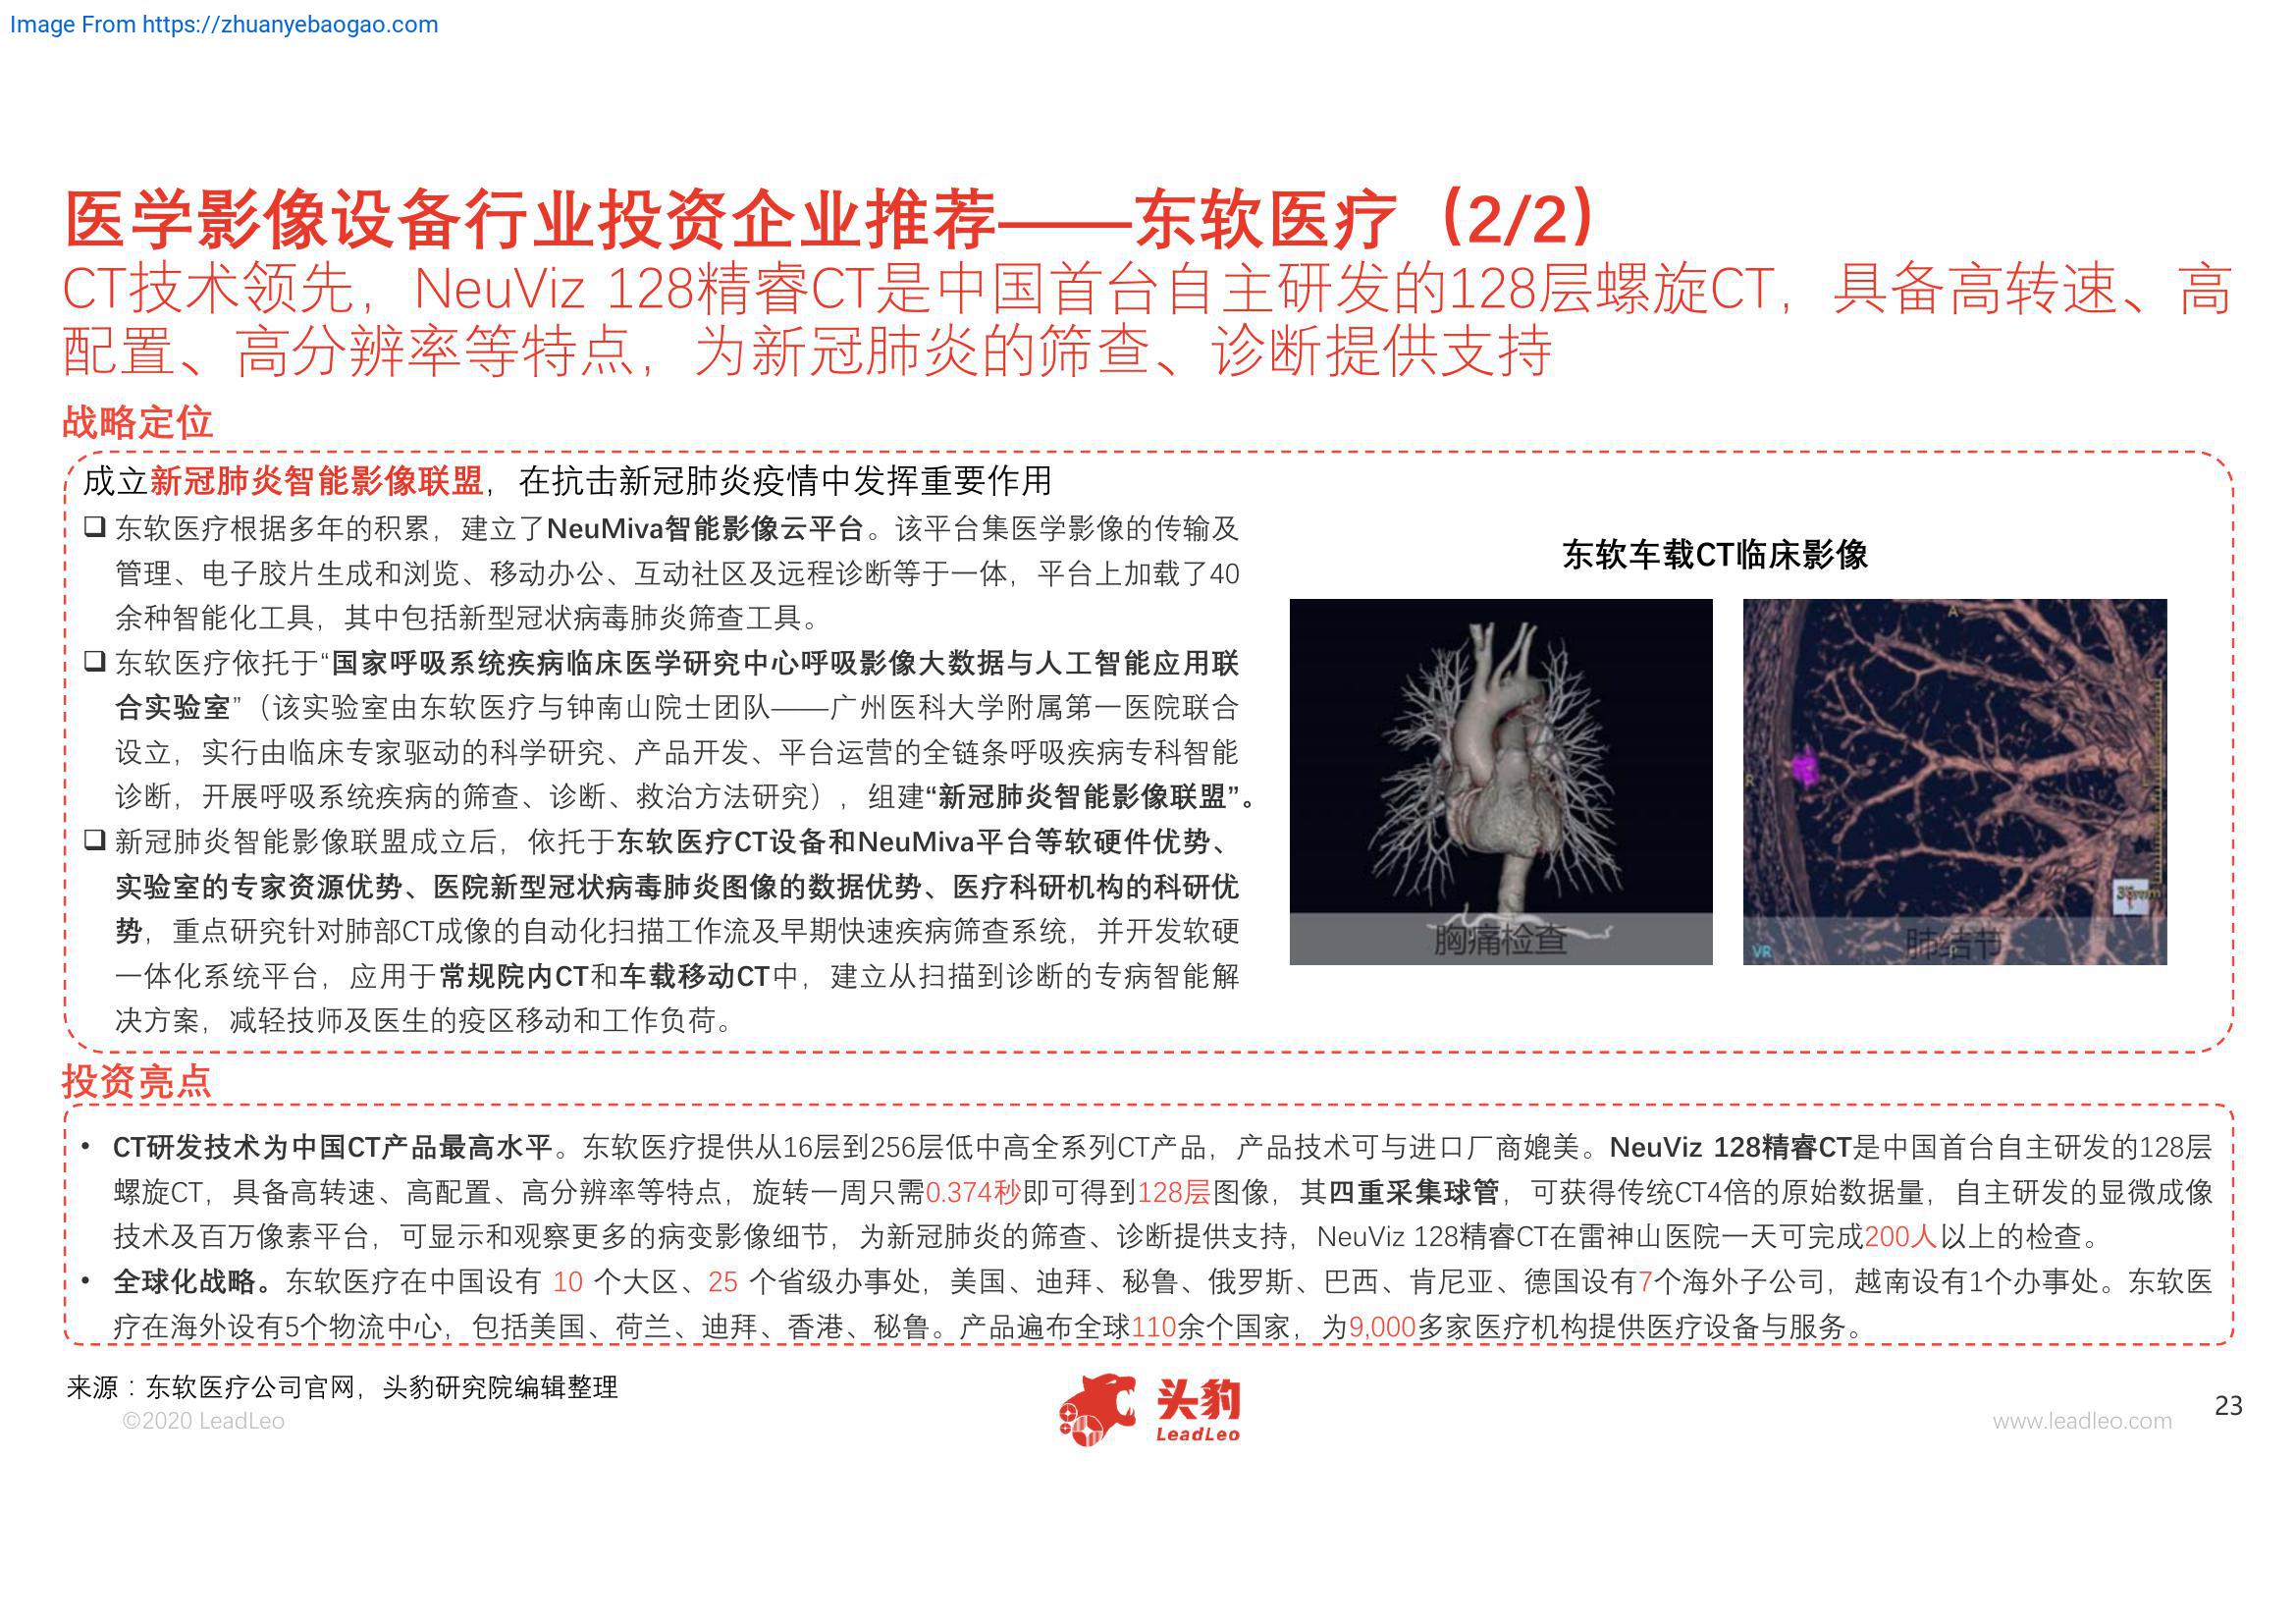 Image From https://zhuanyebaogao.com
医学影像设备行业投资企业推荐——东软医疗（2/2）
CT技术领先，NeuViz 128精睿CT是中国首台自主研发的128层螺旋CT，具备高转速、高
配置、高分辨率等特点，为新冠肺炎的筛查、诊断提供支持
战略定位
成立新冠肺炎智能影像联盟，在抗击新冠肺炎疫情中发挥重要作用
❑ 东软医疗根据多年的积累，建立了NeuMiva智能影像云平台。该平台集医学影像的传输及
管理、电子胶片生成和浏览、移动办公、互动社区及远程诊断等于一体，平台上加载了40
余种智能化工具，其中包括新型冠状病毒肺炎筛查工具。
❑ 东软医疗依托于“国家呼吸系统疾病临床医学研究中心呼吸影像大数据与人工智能应用联
合实验室”（该实验室由东软医疗与钟南山院士团队——广州医科大学附属第一医院联合
设立，实行由临床专家驱动的科学研究、产品开发、平台运营的全链条呼吸疾病专科智能
诊断，开展呼吸系统疾病的筛查、诊断、救治方法研究），组建“新冠肺炎智能影像联盟”。
❑ 新冠肺炎智能影像联盟成立后，依托于东软医疗CT设备和NeuMiva平台等软硬件优势、
实验室的专家资源优势、医院新型冠状病毒肺炎图像的数据优势、医疗科研机构的科研优
势，重点研究针对肺部CT成像的自动化扫描工作流及早期快速疾病筛查系统，并开发软硬
一体化系统平台，应用于常规院内CT和车载移动CT中，建立从扫描到诊断的专病智能解
决方案，减轻技师及医生的疫区移动和工作负荷。
东软车载CT临床影像
胸痛检查
A
R
VR
肺结节
投资亮点
• CT研发技术为中国CT产品最高水平。东软医疗提供从16层到256层低中高全系列CT产品，产品技术可与进口厂商媲美。NeuViz 128精睿CT是中国首台自主研发的128层
螺旋CT，具备高转速、高配置、高分辨率等特点，旋转一周只需0.374秒即可得到128层图像，其四重采集球管，可获得传统CT4倍的原始数据量，自主研发的显微成像
技术及百万像素平台，可显示和观察更多的病变影像细节，为新冠肺炎的筛查、诊断提供支持，NeuViz 128精睿CT在雷神山医院一天可完成200人以上的检查。
• 全球化战略。东软医疗在中国设有 10 个大区、25 个省级办事处，美国、迪拜、秘鲁、俄罗斯、巴西、肯尼亚、德国设有7个海外子公司，越南设有1个办事处。东软医
疗在海外设有5个物流中心，包括美国、荷兰、迪拜、香港、秘鲁。产品遍布全球110余个国家，为9,000多家医疗机构提供医疗设备与服务。
来源：东软医疗公司官网，头豹研究院编辑整理
©2020 LeadLeo
头豹
LeadLeo
www.leadleo.com
23